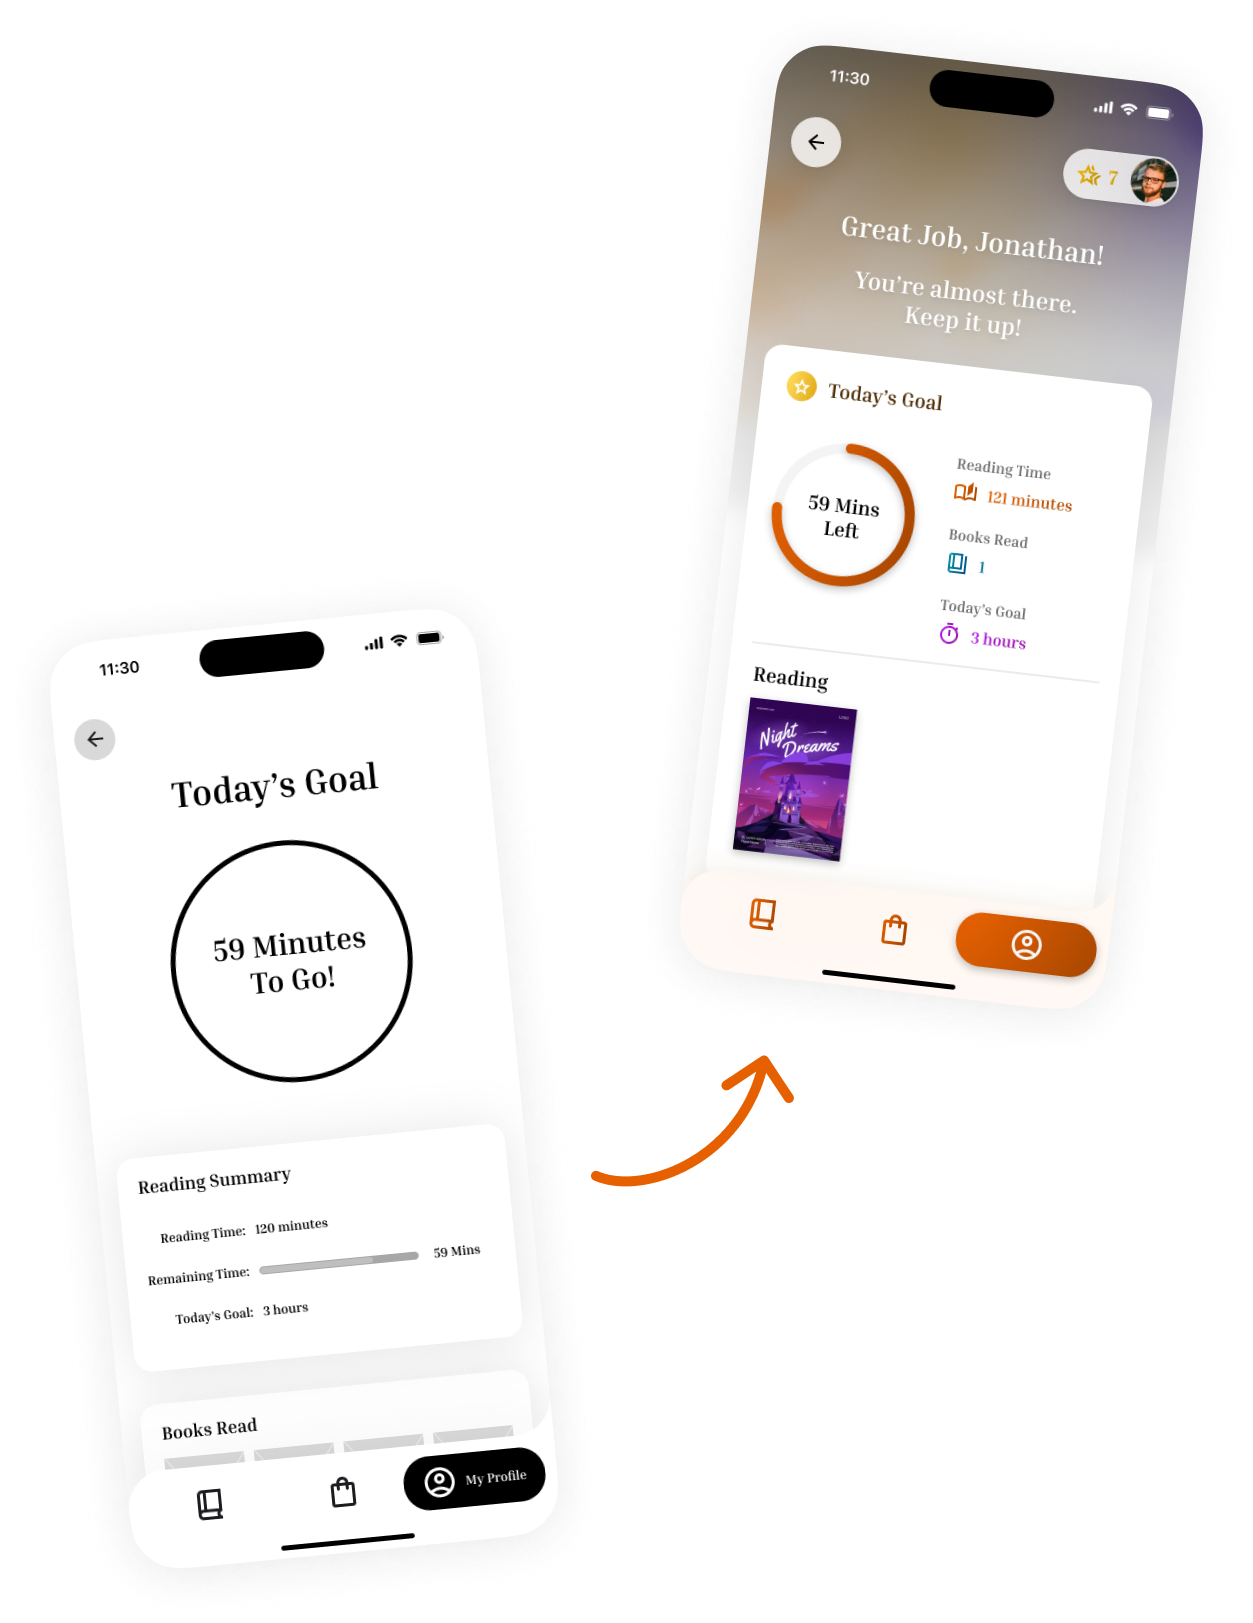 11:30
7
Great Job, Jonathan!
You’re almost there.
Keep it up!
Today’s Goal
59 Mins
Left
Reading Time
121 minutes
Books Read
1
Today’s Goal
3 hours
Reading
Night
Dreams
11:30
Today’s Goal
59 Minutes
To Go!
Reading Summary
Reading Time: 120 minutes
Remaining Time: 59 Mins
Today’s Goal: 3 hours
Books Read
My Profile